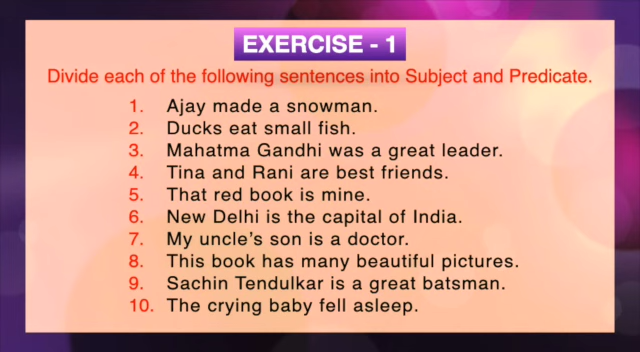 EXERCISE - 1
Divide each of the following sentences into Subject and Predicate.
1. Ajay made a snowman.
2. Ducks eat small fish.
3. Mahatma Gandhi was a great leader.
4. Tina and Rani are best friends.
5. That red book is mine.
6. New Delhi is the capital of India.
7. My uncle’s son is a doctor.
8. This book has many beautiful pictures.
9. Sachin Tendulkar is a great batsman.
10. The crying baby fell asleep.